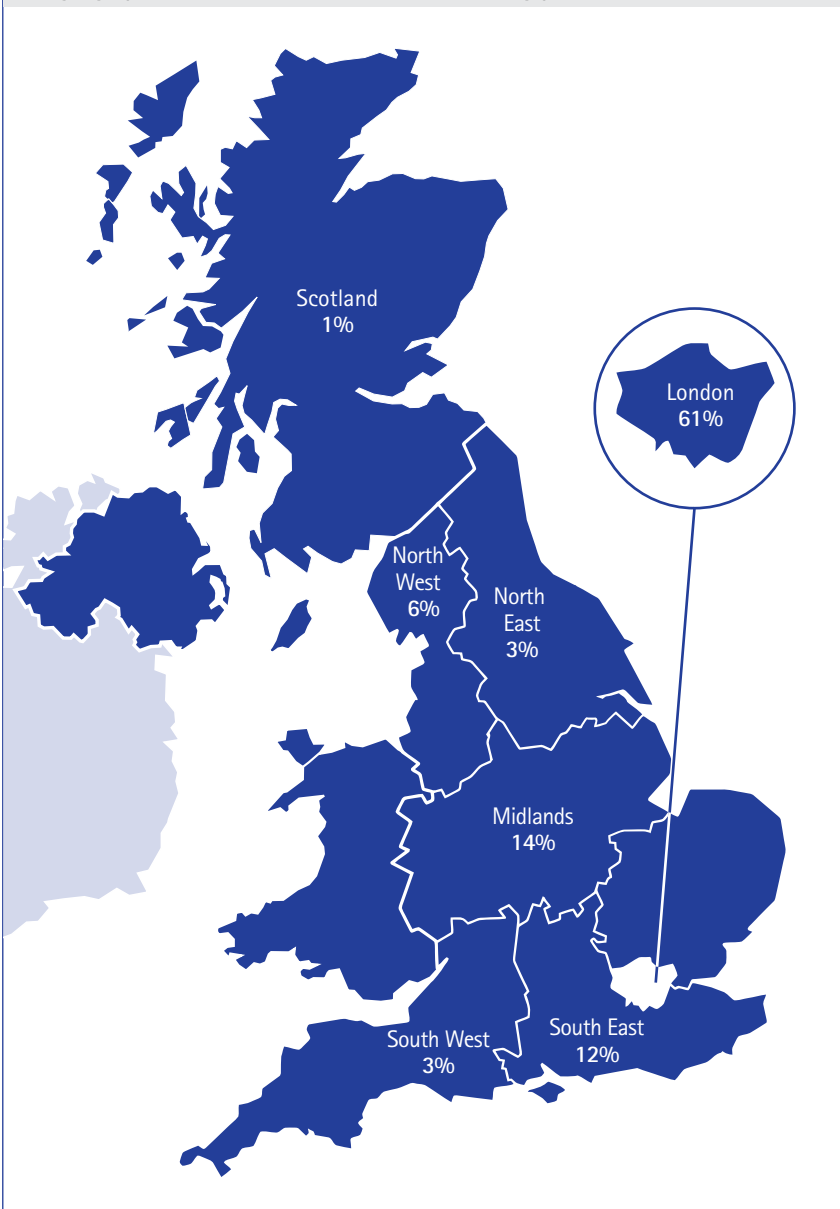 Scotland
1%
London
61%
North
West
6%
North
East
3%
Midlands
14%
South West
3%
South East
12%